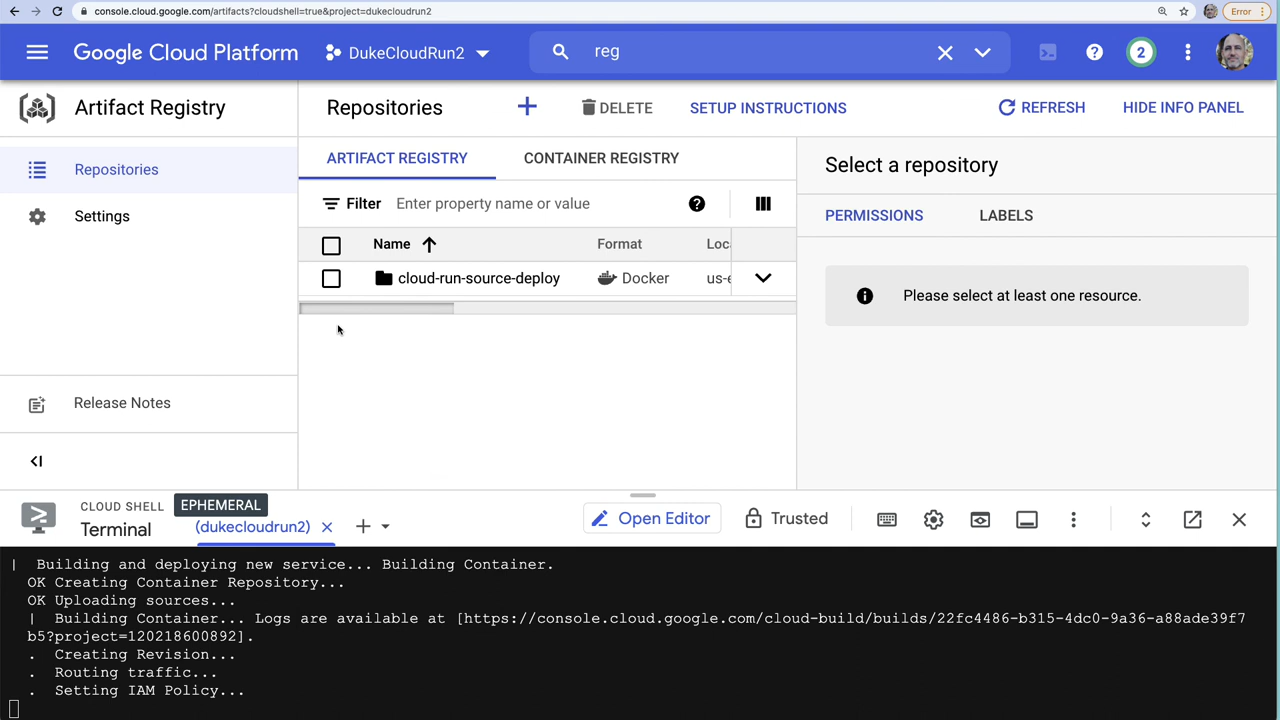 console.cloud.google.com/artifacts?cloudshell=true&project=dukecloudrun2
Error
Google Cloud Platform
DukeCloudRun2
reg
2
Artifact Registry
Repositories
DELETE
SETUP INSTRUCTIONS
REFRESH
HIDE INFO PANEL
Repositories
Settings
Release Notes
ARTIFACT REGISTRY
CONTAINER REGISTRY
Filter
Enter property name or value
Name
Format
Loc
cloud-run-source-deploy
Docker
us-e
Select a repository
PERMISSIONS
LABELS
Please select at least one resource.
CLOUD SHELL
Terminal
EPHEMERAL
(dukecloudrun2)
Open Editor
Trusted
| Building and deploying new service... Building Container.
OK Creating Container Repository...
OK Uploading sources...
| Building Container... Logs are available at [https://console.cloud.google.com/cloud-build/builds/22fc4486-b315-4dc0-9a36-a88ade39f7
b5?project=120218600892].
. Creating Revision...
. Routing traffic...
. Setting IAM Policy...